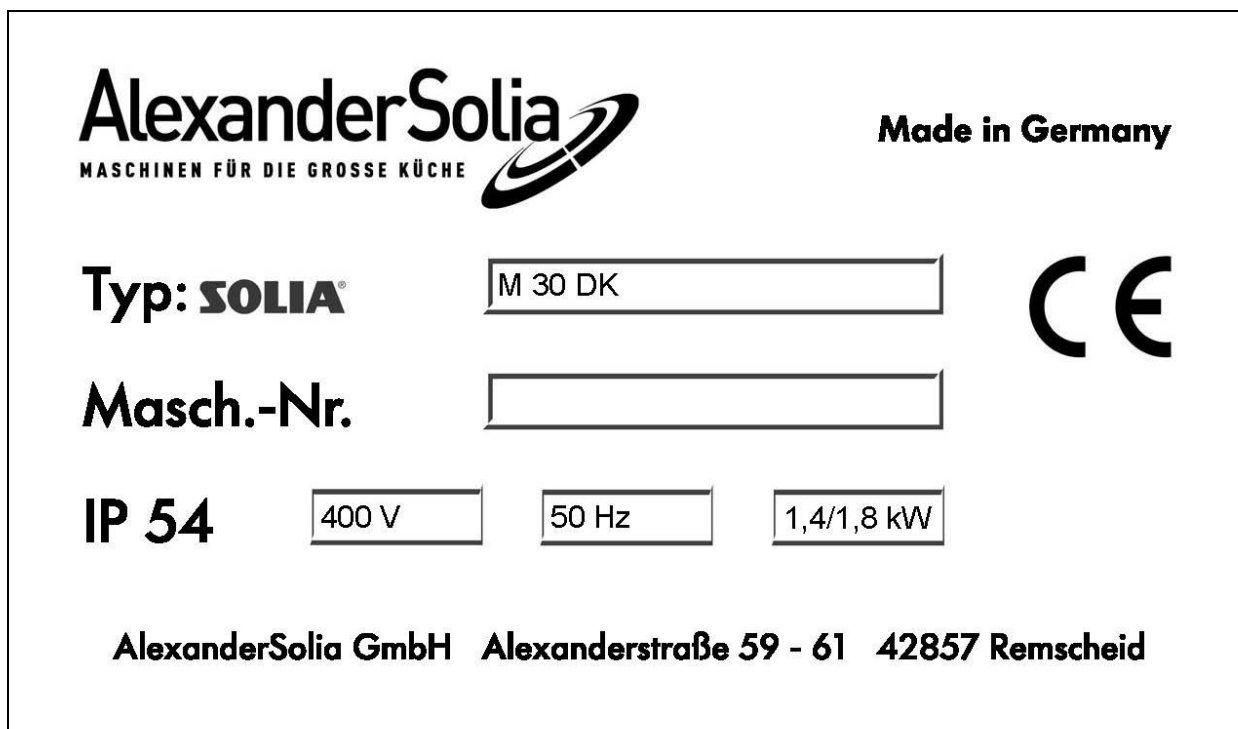 AlexanderSolia
MASCHINEN FÜR DIE GROSSE KÜCHE
Made in Germany
Typ: SOLIA® M 30 DK
CE
Masch.-Nr.
IP 54 400 V 50 Hz 1,4/1,8 kW
AlexanderSolia GmbH Alexanderstraße 59 - 61 42857 Remscheid